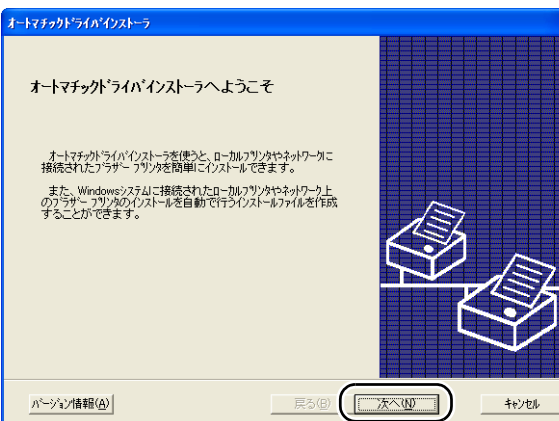 ｵｰﾄﾏﾁｯｸﾄﾞﾗｲﾊﾞｲﾝｽﾄｰﾗ
ｵｰﾄﾏﾁｯｸﾄﾞﾗｲﾊﾞｲﾝｽﾄｰﾗへようこそ
ｵｰﾄﾏﾁｯｸﾄﾞﾗｲﾊﾞｲﾝｽﾄｰﾗを使うと、ﾛｰｶﾙﾌﾟﾘﾝﾀやﾈｯﾄﾜｰｸに
接続されたﾌﾞﾗｻﾞｰ ﾌﾟﾘﾝﾀを簡単にｲﾝｽﾄｰﾙできます。
また、Windowsｼｽﾃﾑに接続されたﾛｰｶﾙﾌﾟﾘﾝﾀやﾈｯﾄﾜｰｸ上
のﾌﾞﾗｻﾞｰ ﾌﾟﾘﾝﾀのｲﾝｽﾄｰﾙを自動で行うｲﾝｽﾄｰﾙﾌｧｲﾙを作成
することができます。
ﾊﾞｰｼﾞｮﾝ情報(A) 戻る(B) 次へ(N) ｷｬﾝｾﾙ